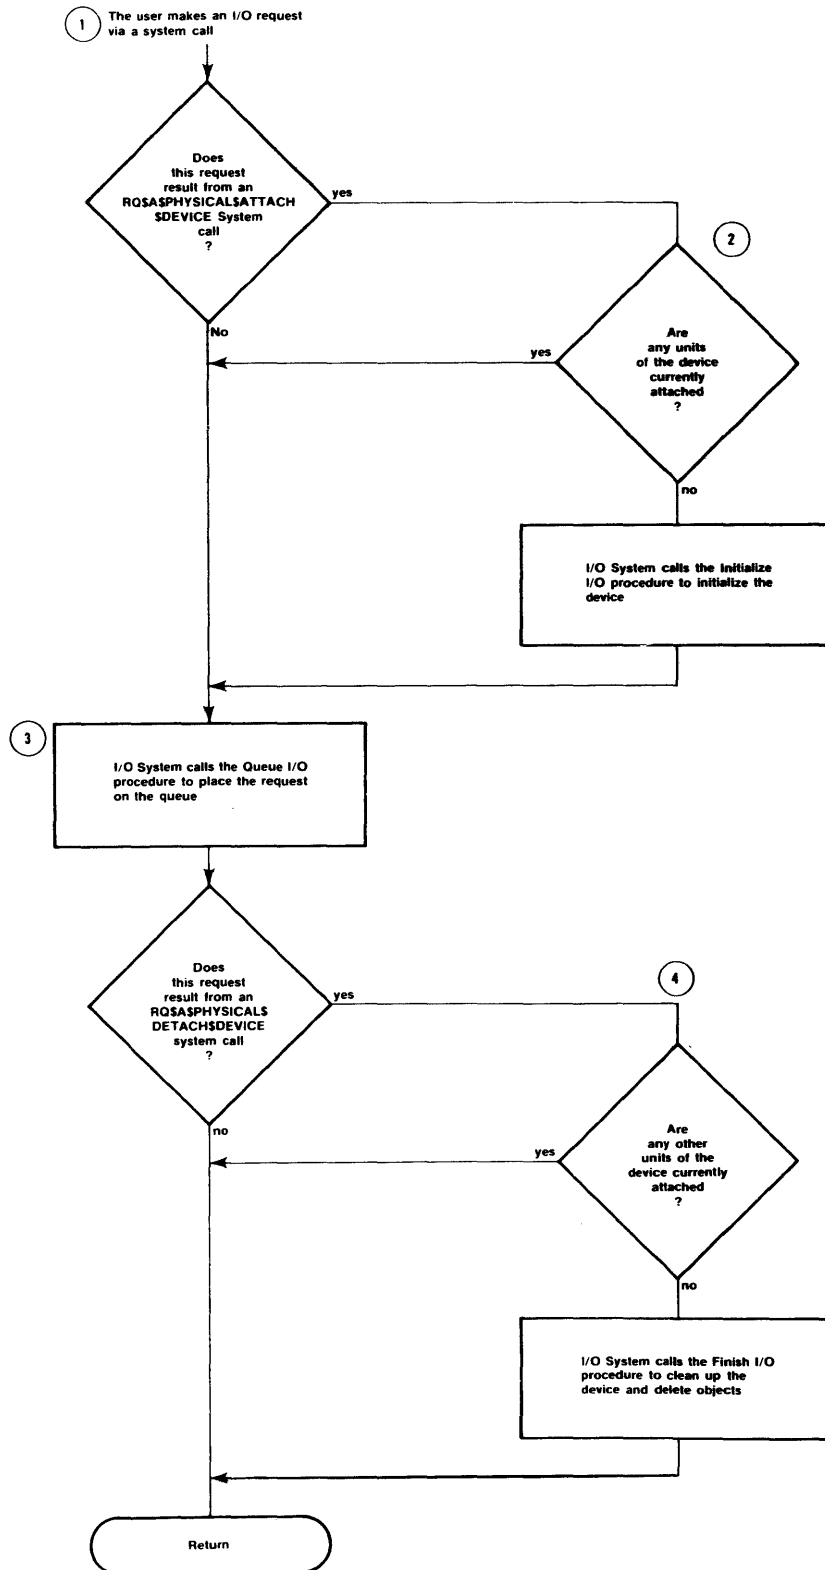 1
The user makes an I/O request
via a system call
Does
this request
result from an
RQ$A$PHYSICAL$ATTACH
$DEVICE System
call
?
yes
No
2
Are
any units
of the device
currently
attached
?
yes
no
I/O System calls the Initialize
I/O procedure to initialize the
device
3
I/O System calls the Queue I/O
procedure to place the request
on the queue
Does
this request
result from an
RQ$A$PHYSICAL$
DETACH$DEVICE
system call
?
yes
no
4
Are
any other
units of the
device currently
attached
?
yes
no
I/O System calls the Finish I/O
procedure to clean up the
device and delete objects
Return